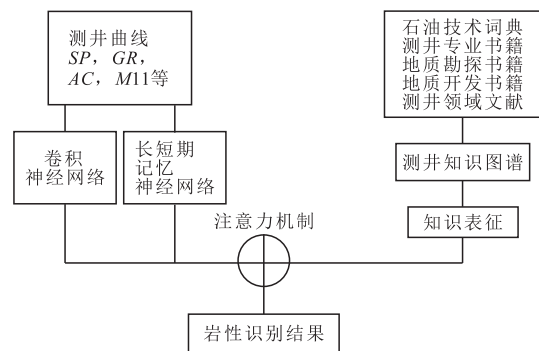 测井曲线
SP，GR，
AC，M11等
石油技术词典
测井专业书籍
地质勘探书籍
地质开发书籍
测井领域文献
卷积
神经网络
长短期
记忆
神经网络
测井知识图谱
知识表征
注意力机制
岩性识别结果